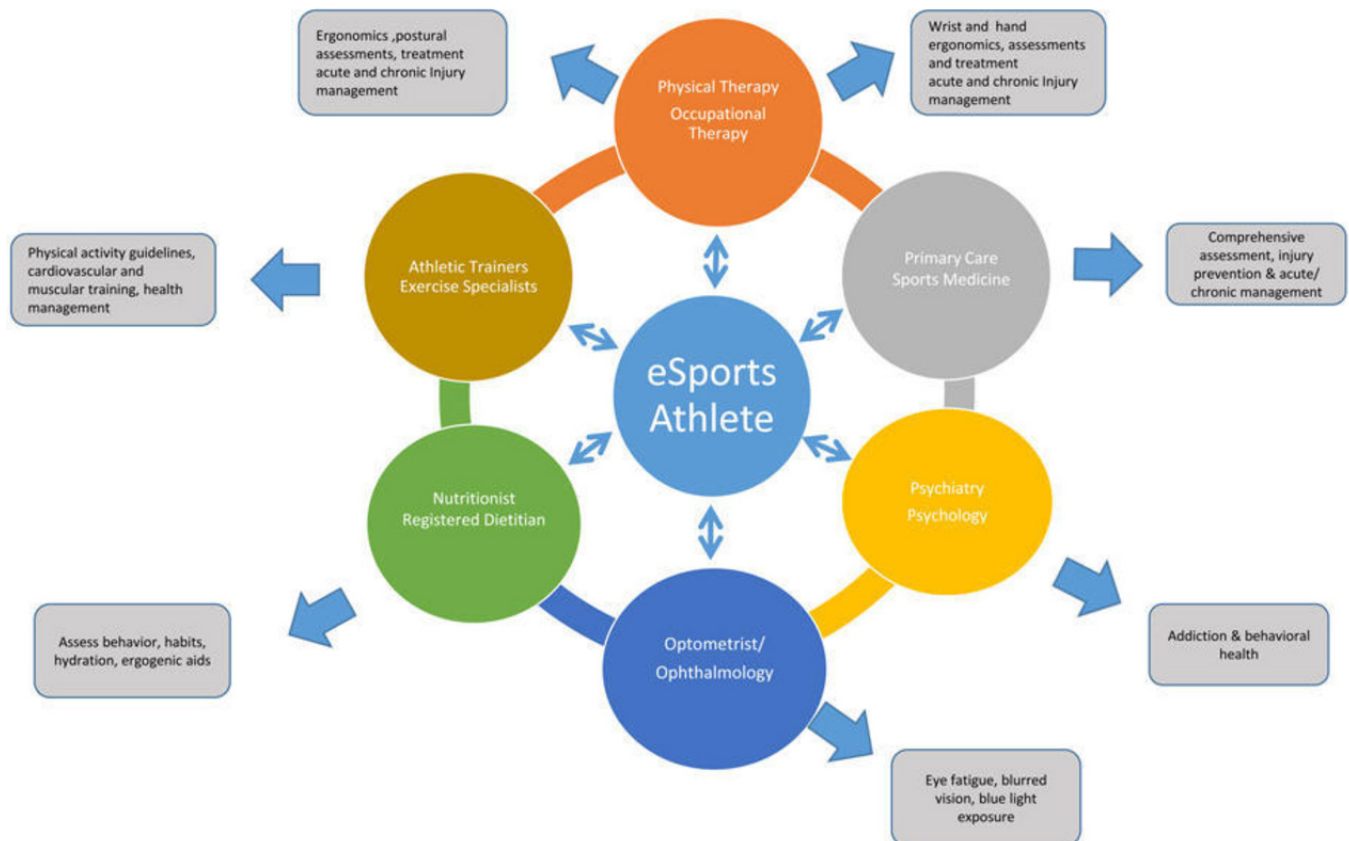 Ergonomics ,postural
assessments, treatment
acute and chronic Injury
management
Wrist and hand
ergonomics, assessments
and treatment
acute and chronic Injury
management
Physical Therapy
Occupational
Therapy
Athletic Trainers
Exercise Specialists
Primary Care
Sports Medicine
Physical activity guidelines,
cardiovascular and
muscular training, health
management
Comprehensive
assessment, injury
prevention & acute/
chronic management
eSports
Athlete
Nutritionist
Registered Dietitian
Psychiatry
Psychology
Optometrist/
Ophthalmology
Assess behavior, habits,
hydration, ergogenic aids
Addiction & behavioral
health
Eye fatigue, blurred
vision, blue light
exposure